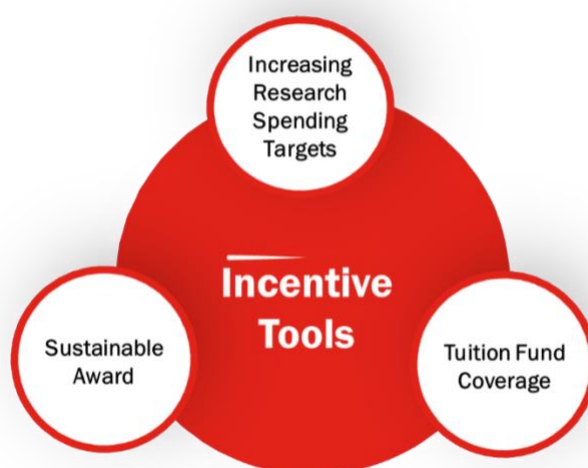 Increasing
Research
Spending
Targets
Incentive
Tools
Sustainable
Award
Tuition Fund
Coverage